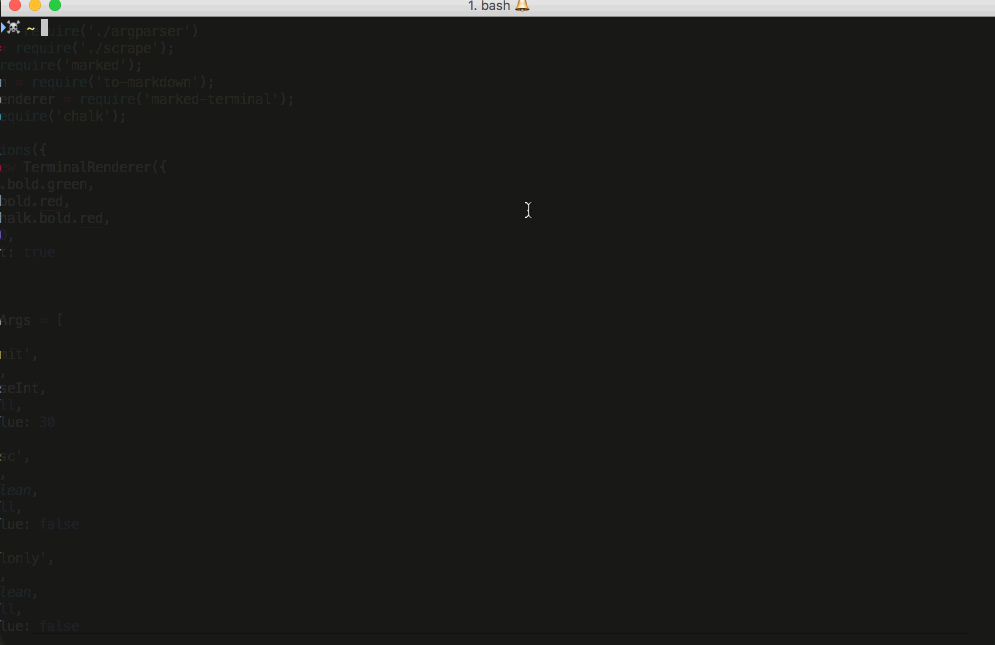 1. bash
~
ire('./argparser')
= require('./scrape');
require('marked');
n = require('to-markdown');
enderer = require('marked-terminal');
equire('chalk');
ions({
TerminalRenderer({
.bold.green,
bold.red,
halk.bold.red,
),
t: true
Args = [
mit',
,
seInt,
ll,
lue: 30
sc',
,
lean,
ll,
lue: false
lonly',
,
lean,
ll,
lue: false